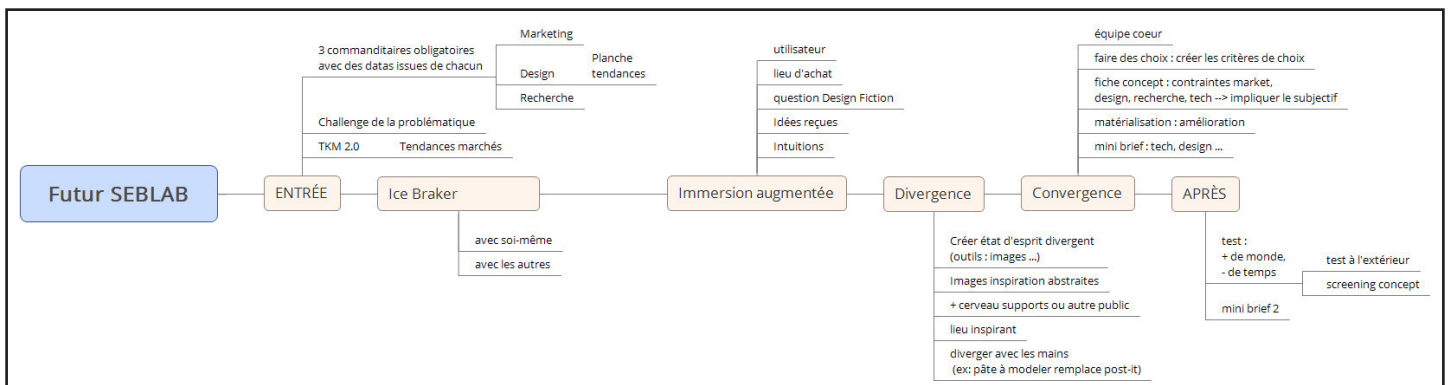 Futur SEBLAB
ENTRÉE
3 commanditaires obligatoires
avec des datas issues de chacun
Marketing
Design
Planche
tendances
Recherche
Challenge de la problématique
TKM 2.0
Tendances marchés
Ice Braker
avec soi-même
avec les autres
Immersion augmentée
utilisateur
lieu d'achat
question Design Fiction
Idées reçues
Intuitions
Divergence
Créer état d'esprit divergent
(outils : images ...)
Images inspiration abstraites
+ cerveau supports ou autre public
lieu inspirant
diverger avec les mains
(ex: pâte à modeler remplace post-it)
Convergence
équipe coeur
faire des choix : créer les critères de choix
fiche concept : contraintes market,
design, recherche, tech --> impliquer le subjectif
matérialisation : amélioration
mini brief : tech, design ...
APRÈS
test :
+ de monde,
- de temps
test à l'extérieur
screening concept
mini brief 2